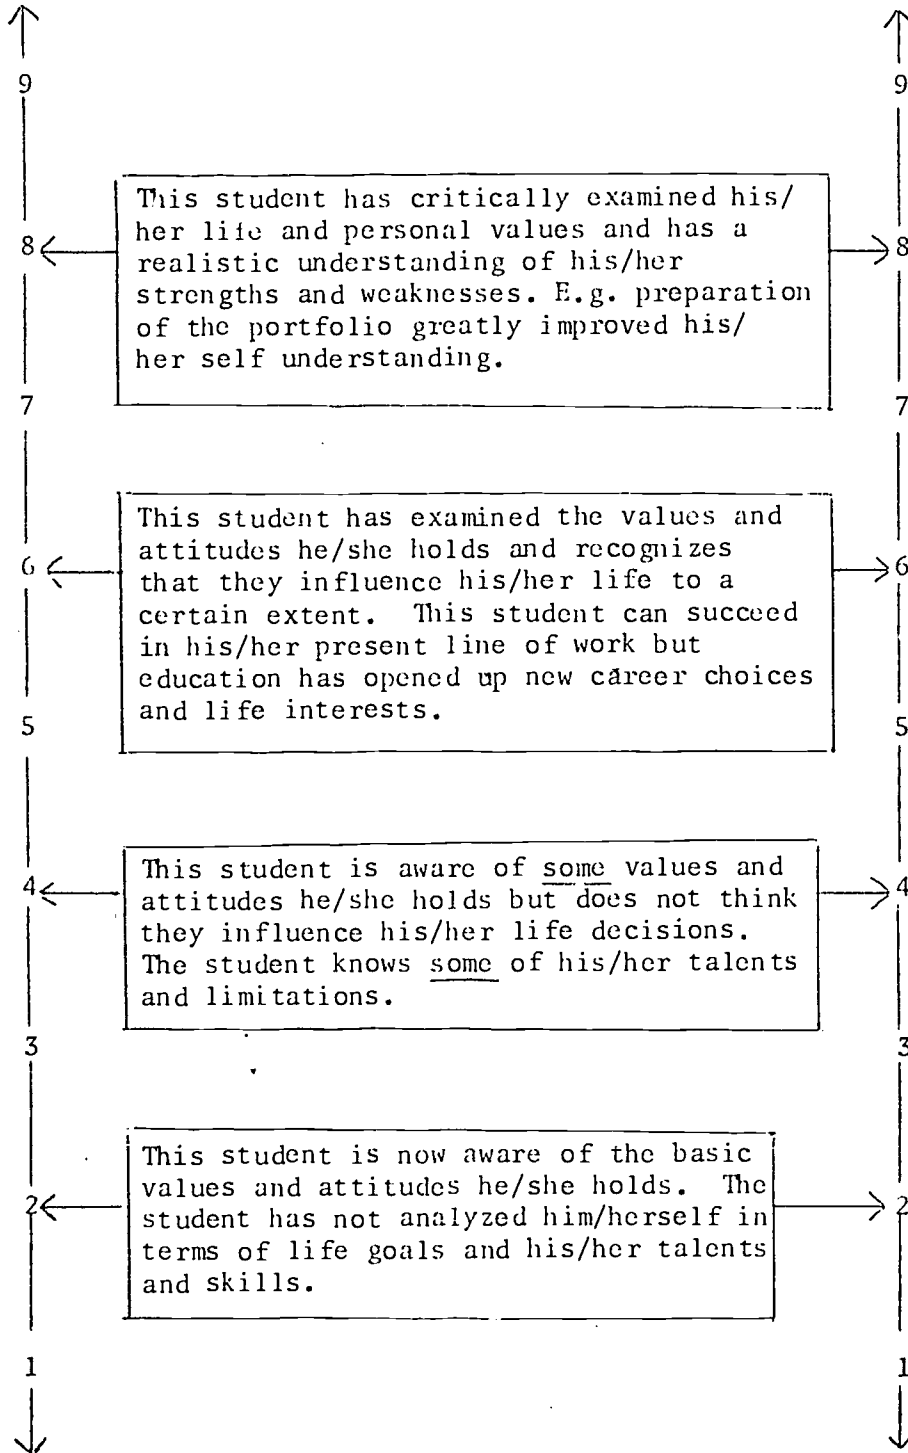 9 9
This student has critically examined his/
8 her life and personal values and has a 8
realistic understanding of his/her
strengths and weaknesses. E.g. preparation
of the portfolio greatly improved his/
her self understanding.
7 7
This student has examined the values and
attitudes he/she holds and recognizes
6 that they influence his/her life to a 6
certain extent. This student can succeed
in his/her present line of work but
education has opened up new career choices
and life interests.
5 5
This student is aware of some values and
4 attitudes he/she holds but does not think 4
they influence his/her life decisions.
The student knows some of his/her talents
and limitations.
3 3
This student is now aware of the basic
values and attitudes he/she holds. The
2 student has not analyzed him/herself in 2
terms of life goals and his/her talents
and skills.
1 1